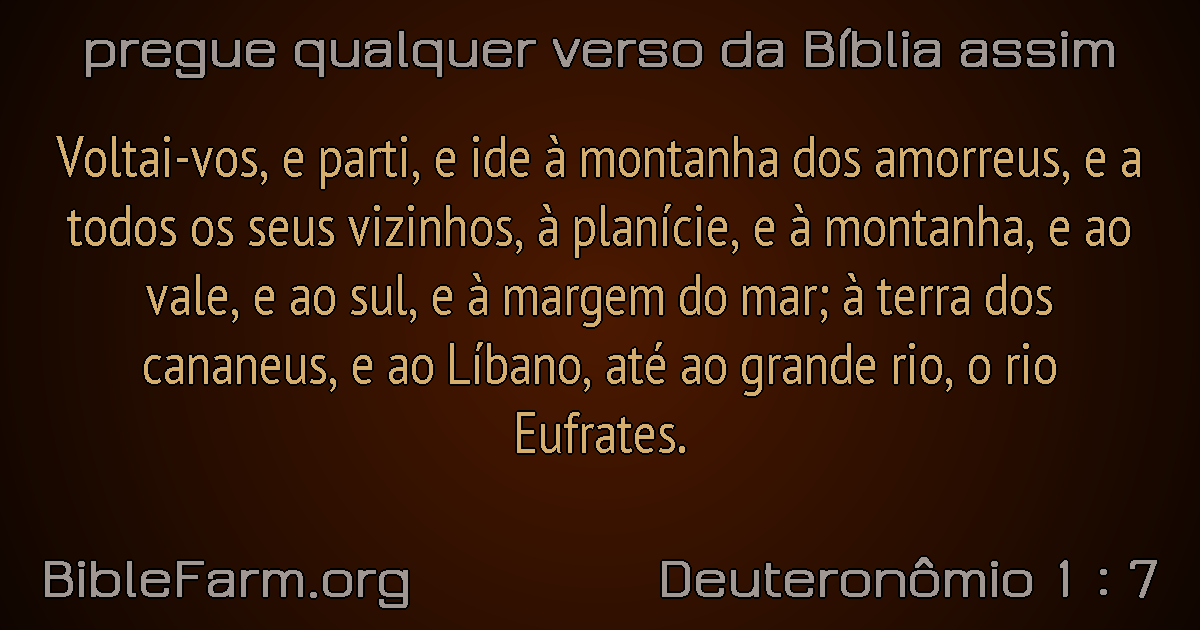 pregue qualquer verso da Bíblia assim
Voltai-vos, e parti, e ide à montanha dos amorreus, e a
todos os seus vizinhos, à planície, e à montanha, e ao
vale, e ao sul, e à margem do mar; à terra dos
cananeus, e ao Líbano, até ao grande rio, o rio
Eufrates.
BibleFarm.org
Deuteronômio 1 : 7